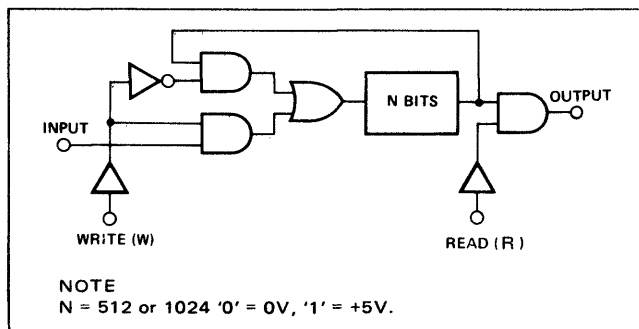 N BITS
OUTPUT
INPUT
WRITE (W)
READ (R)
NOTE
N = 512 or 1024 '0' = 0V, '1' = +5V.